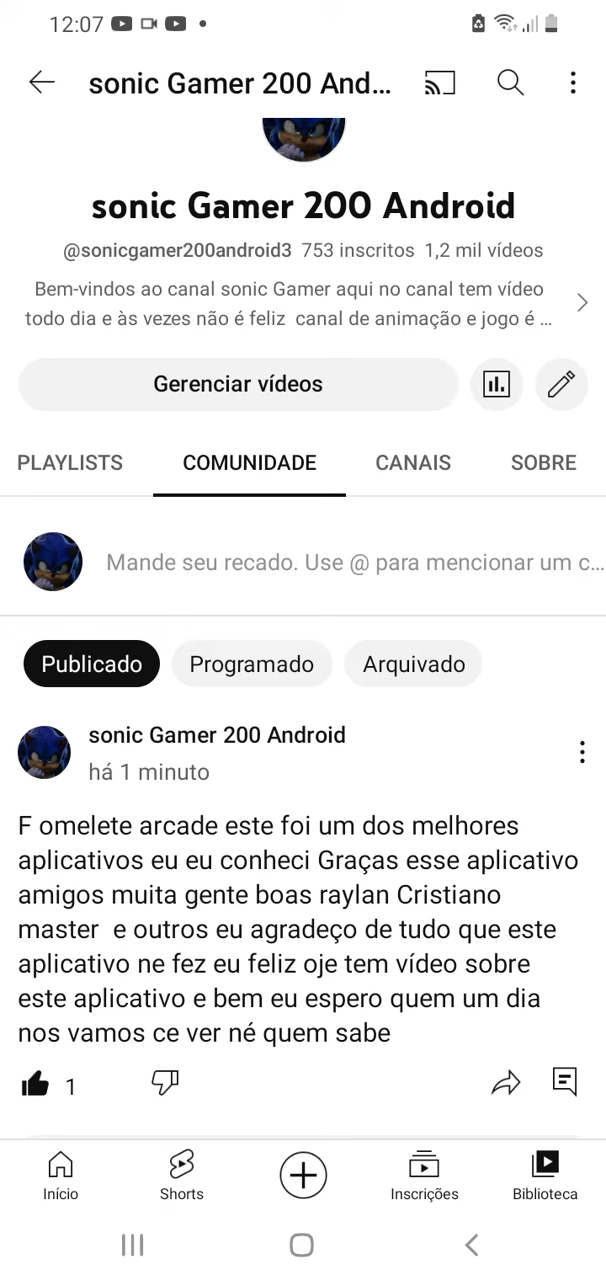 12:07
sonic Gamer 200 And...
sonic Gamer 200 Android
@sonicgamer200android3 753 inscritos 1,2 mil vídeos
Bem-vindos ao canal sonic Gamer aqui no canal tem vídeo
todo dia e às vezes não é feliz canal de animação e jogo é ...
Gerenciar vídeos
PLAYLISTS COMUNIDADE CANAIS SOBRE
Mande seu recado. Use @ para mencionar um c...
Publicado Programado Arquivado
sonic Gamer 200 Android
há 1 minuto
F omelete arcade este foi um dos melhores
aplicativos eu eu conheci Graças esse aplicativo
amigos muita gente boas raylan Cristiano
master e outros eu agradeço de tudo que este
aplicativo ne fez eu feliz oje tem vídeo sobre
este aplicativo e bem eu espero quem um dia
nos vamos ce ver né quem sabe
1
Início Shorts Inscrições Biblioteca